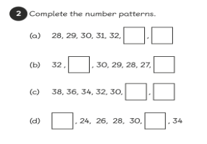 2 Complete the number patterns.
(a) 28, 29, 30, 31, 32, ,
(b) 32 , , 30, 29, 28, 27,
(c) 38, 36, 34, 32, 30, ,
(d) , 24, 26, 28, 30, , 34